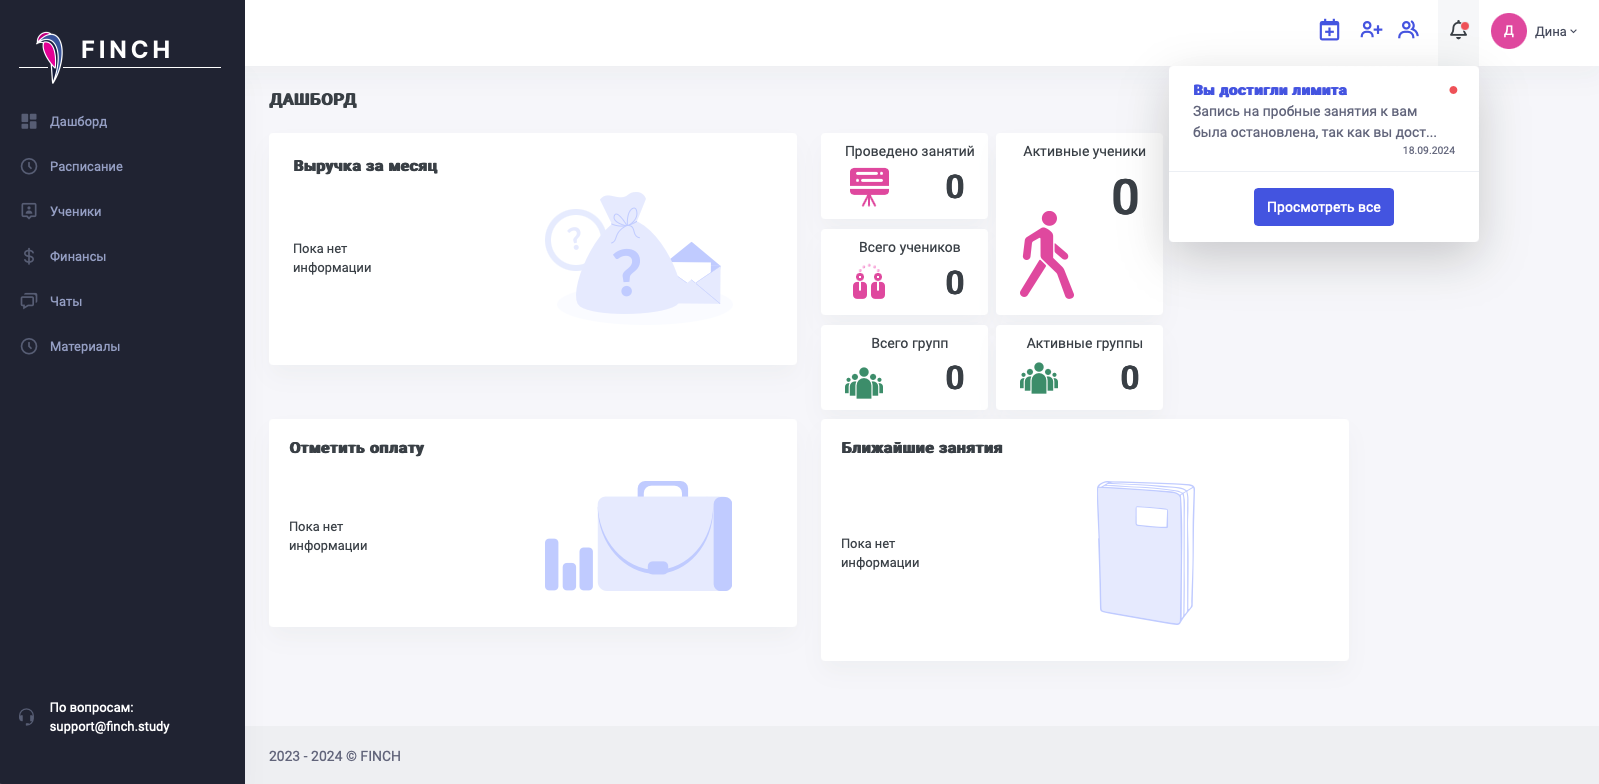 FINCH
Дашборд
Расписание
Ученики
Финансы
Чаты
Материалы
По вопросам:
support@finch.study
Д
Дина
Вы достигли лимита
Запись на пробные занятия к вам
была остановлена, так как вы дост...
18.09.2024
Просмотреть все
ДАШБОРД
Выручка за месяц
Пока нет
информации
?
?
Проведено занятий
0
Активные ученики
0
Всего учеников
0
Всего групп
0
Активные группы
0
Отметить оплату
Пока нет
информации
Ближайшие занятия
Пока нет
информации
2023 - 2024 © FINCH